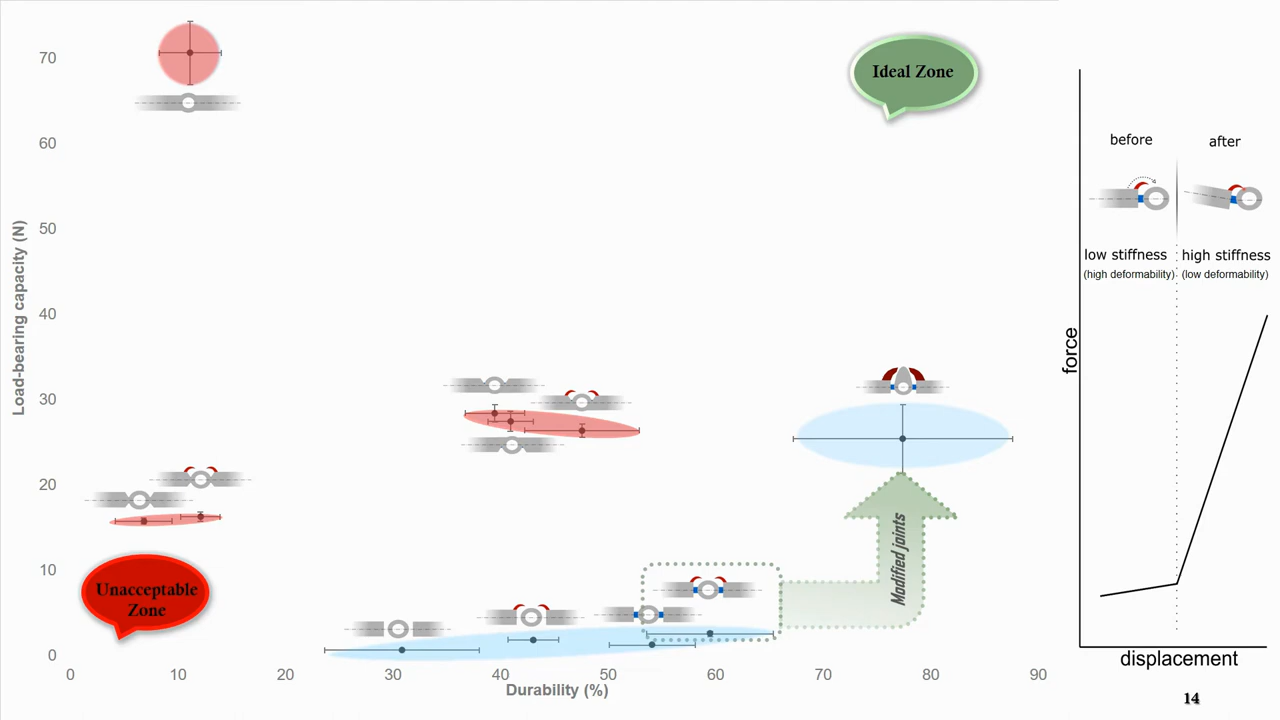 70
60
50
40
30
20
10
0
Load-bearing capacity (N)
0
10
20
30
40
50
60
70
80
90
Durability (%)
Ideal Zone
Unacceptable
Zone
Modified joints
before
after
low stiffness
(high deformability)
high stiffness
(low deformability)
force
displacement
14